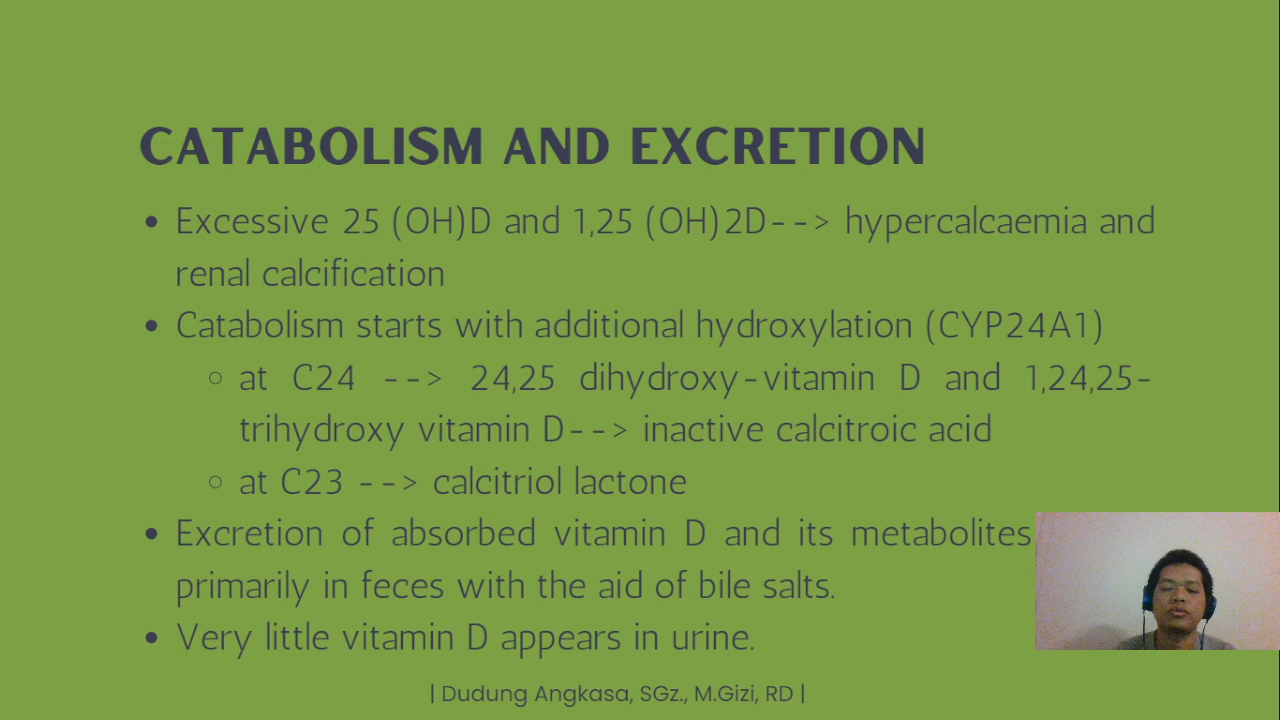 CATABOLISM AND EXCRETION
• Excessive 25 (OH)D and 1,25 (OH)2D--> hypercalcaemia and
renal calcification
• Catabolism starts with additional hydroxylation (CYP24A1)
○ at C24 --> 24,25 dihydroxy-vitamin D and 1,24,25-
trihydroxy vitamin D--> inactive calcitroic acid
○ at C23 --> calcitriol lactone
• Excretion of absorbed vitamin D and its metabolites
primarily in feces with the aid of bile salts.
• Very little vitamin D appears in urine.
| Dudung Angkasa, SGz., M.Gizi, RD |